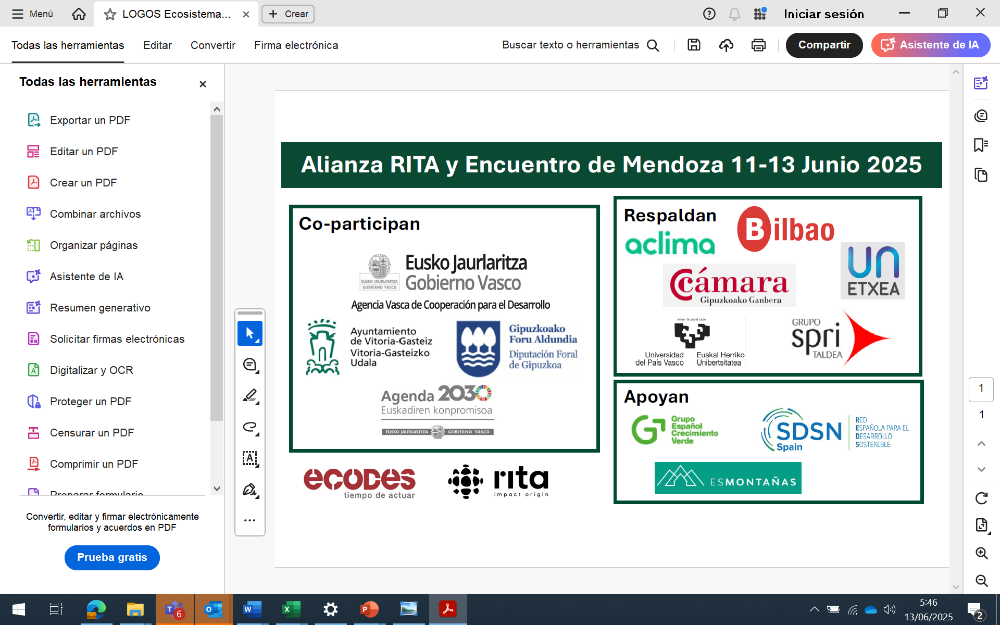 Menú
LOGOS Ecosistema...
Crear
Iniciar sesión
Todas las herramientas
Editar
Convertir
Firma electrónica
Buscar texto o herramientas
Compartir
Asistente de IA
Todas las herramientas
Exportar un PDF
Editar un PDF
Crear un PDF
Combinar archivos
Organizar páginas
Asistente de IA
Resumen generativo
Solicitar firmas electrónicas
Digitalizar y OCR
Proteger un PDF
Censurar un PDF
Comprimir un PDF
Preparar formulario
Convertir, editar y firmar electrónicamente
formularios y acuerdos en PDF
Prueba gratis
Alianza RITA y Encuentro de Mendoza 11-13 Junio 2025
Co-participan
EUSKO JAURLARITZA
GOBIERNO VASCO
Eusko Jaurlaritza
Gobierno Vasco
Agencia Vasca de Cooperación para el Desarrollo
Ayuntamiento
de Vitoria-Gasteiz
Vitoria-Gasteizko
Udala
Gipuzkoako
Foru Aldundia
Diputación Foral
de Gipuzkoa
Agenda 2030
Euskadiren konpromisoa
EUSKO JAURLARITZA GOBIERNO VASCO
ecodes
tiempo de actuar
rita
impact origin
Respaldan
aclima
Bilbao
UN
ETXEA
Cámara
Gipuzkoako Ganbera
eman ta zabal zazu
Universidad
del País Vasco
Euskal Herriko
Unibertsitatea
GRUPO
spri
TALDEA
Apoyan
Grupo
Español
Crecimiento
Verde
SDSN
Spain
RED
ESPAÑOLA PARA EL
DESARROLLO
SOSTENIBLE
ESMONTAÑAS
1
1
6
5:46
13/06/2025
2